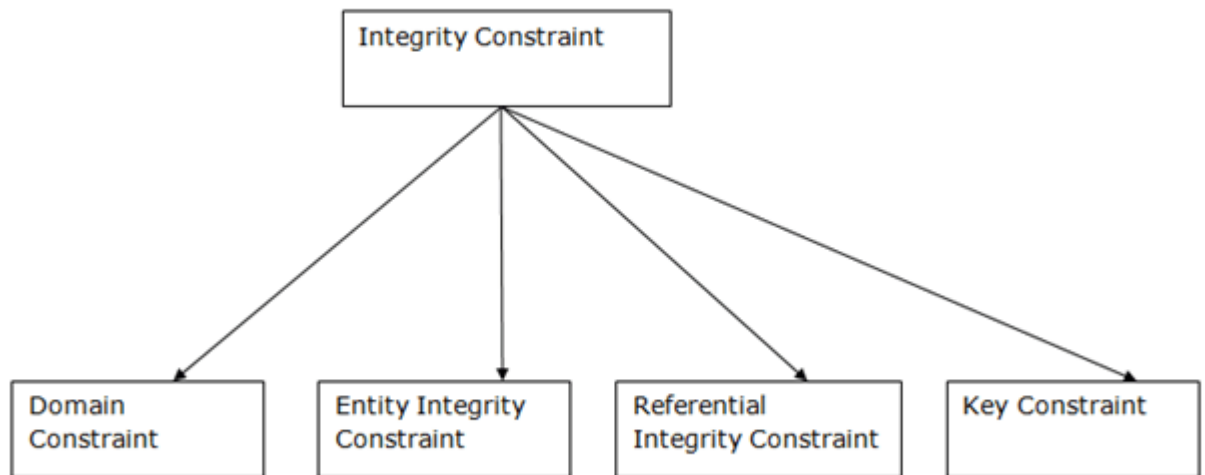 Integrity Constraint
Domain
Constraint
Entity Integrity
Constraint
Referential
Integrity Constraint
Key Constraint